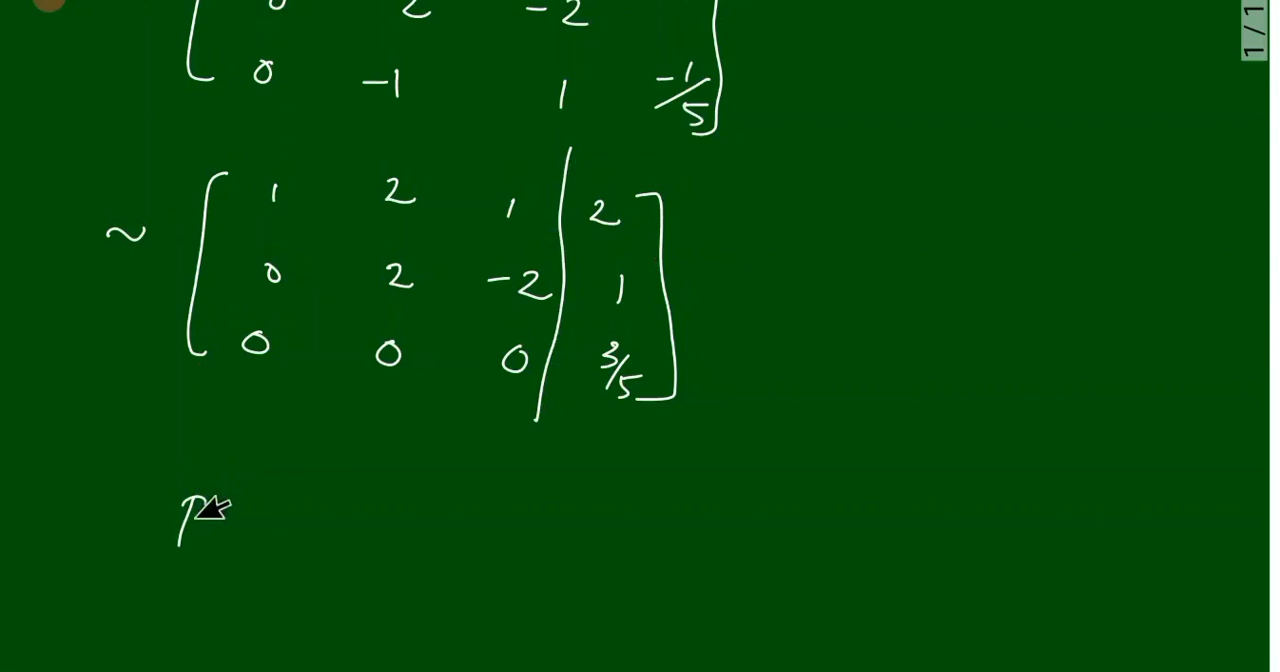 0 2 -2
0 -1 1 -1/5
~ [ 1 2 1 | 2 ]
0 2 -2 | 1
0 0 0 | 3/5
1/1